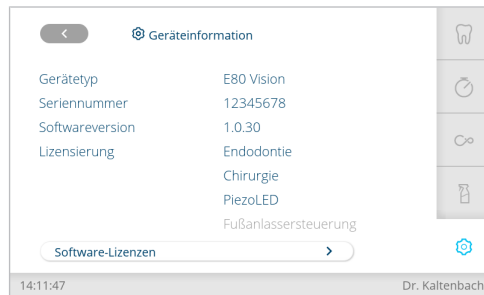 Geräteinformation
Gerätetyp E80 Vision
Seriennummer 12345678
Softwareversion 1.0.30
Lizensierung Endodontie
Chirurgie
PiezoLED
Fußanlassersteuerung
Software-Lizenzen
14:11:47 Dr. Kaltenbach